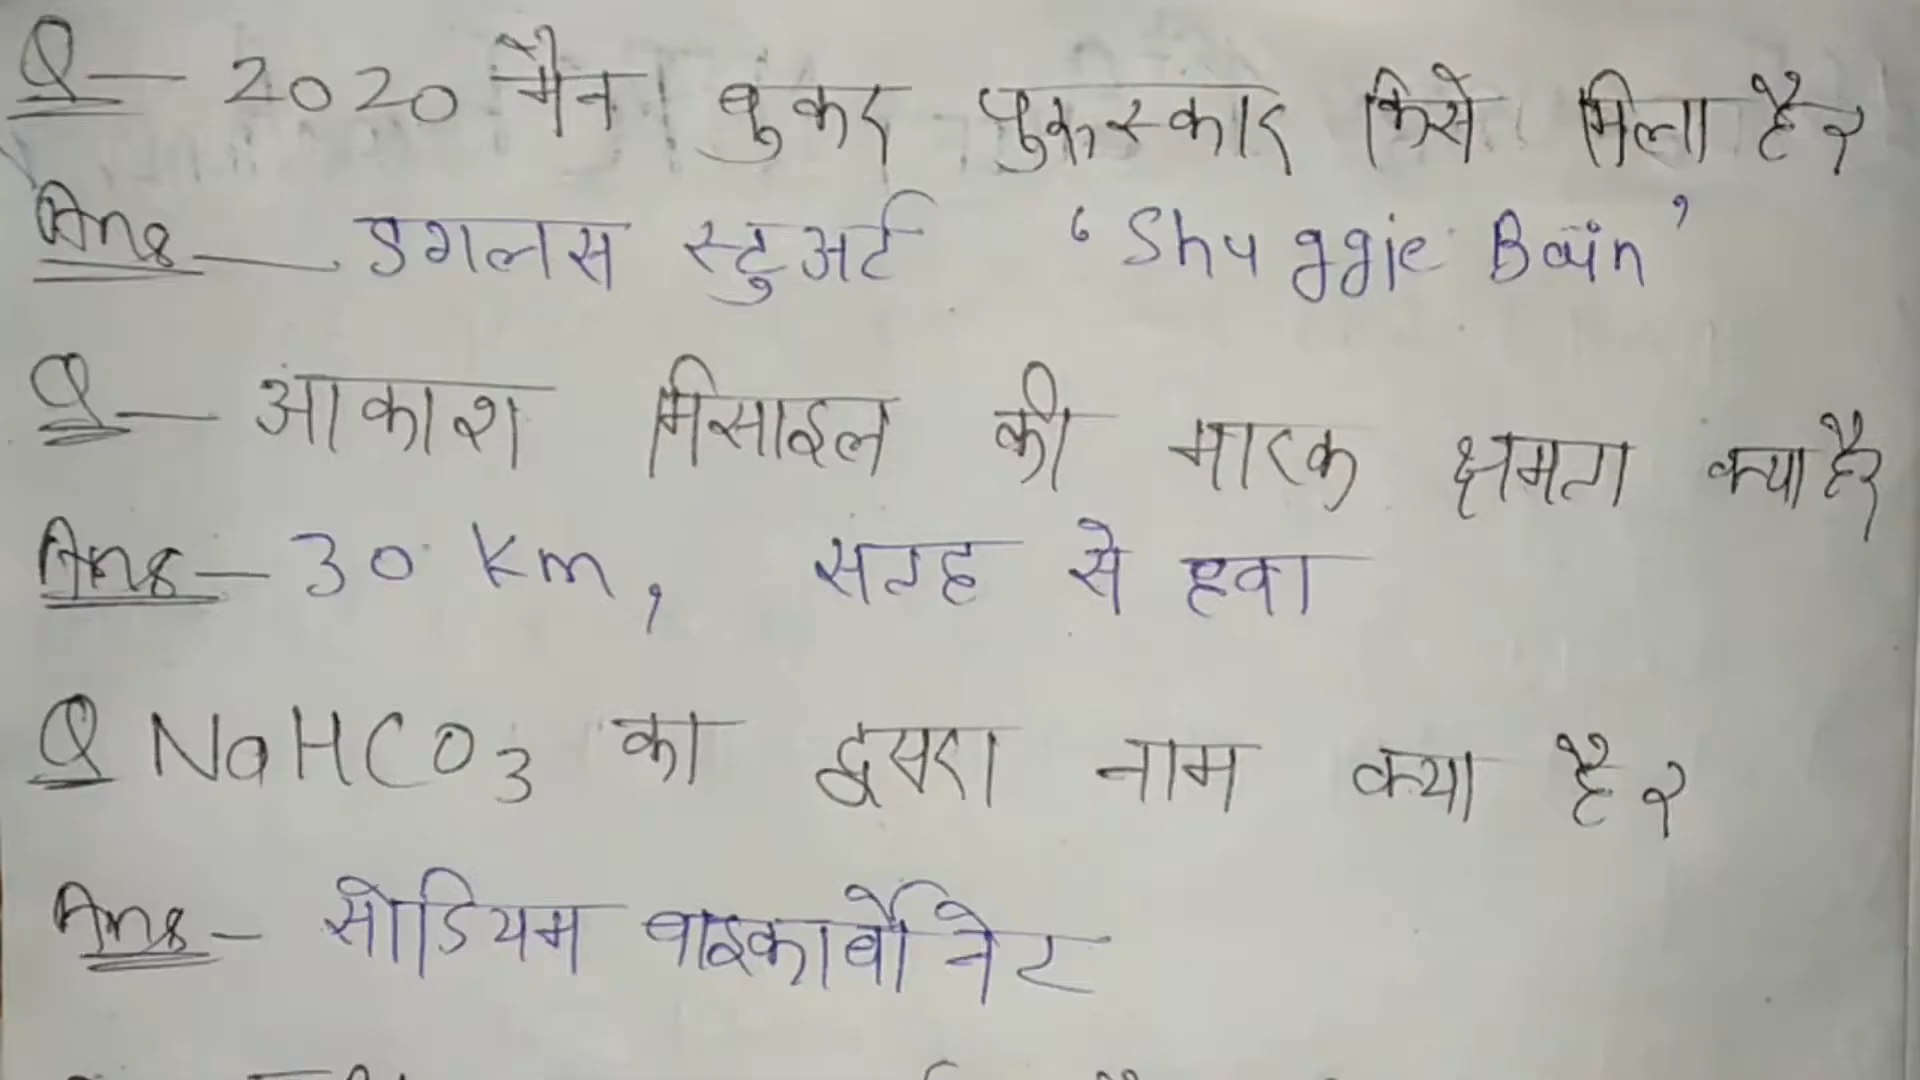 Q - 2020 मैन बुकर पुरूस्कार किसे मिला है?
Ans - डगलस स्टुअर्ट 'Shuggie Bain'
Q - आकाश मिसाइल की मारक क्षमता क्या है?
Ans - 30 Km, सतह से हवा
Q NaHCO3 का दूसरा नाम क्या है?
Ans - सोडियम बाइकार्बोनेट